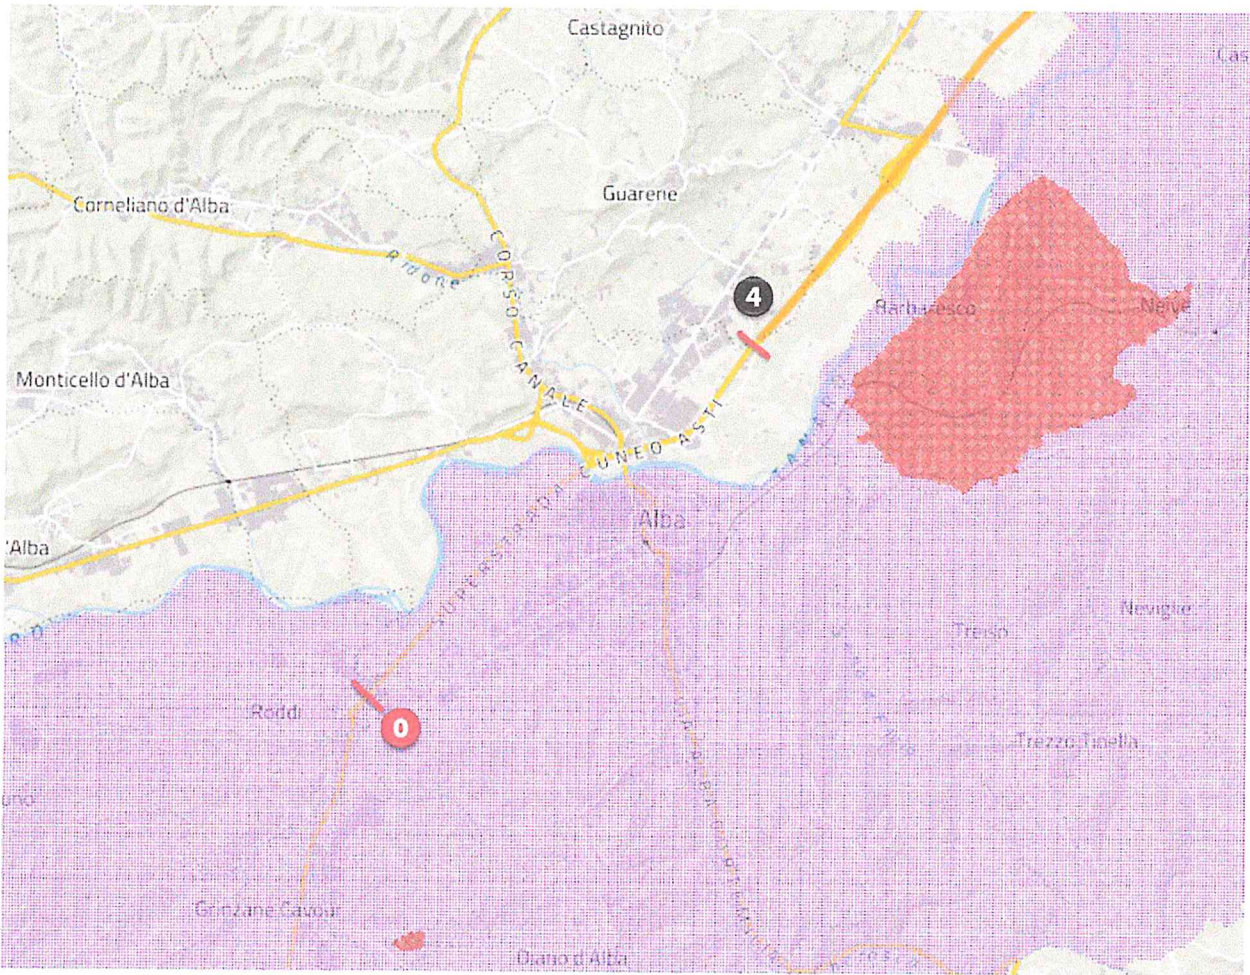 Castagnito
Cas
Guarene
Corneliano d'Alba
Ridone
CORSO CANALE
4
Barbaresco
Neive
Monticello d'Alba
CUNEO ASTI
SUPERSTRADA
Alba
'Alba
Neviglie
Treiso
Roddi
0
Trezzo Tinella
Grinzane Cavour
Diano d'Alba